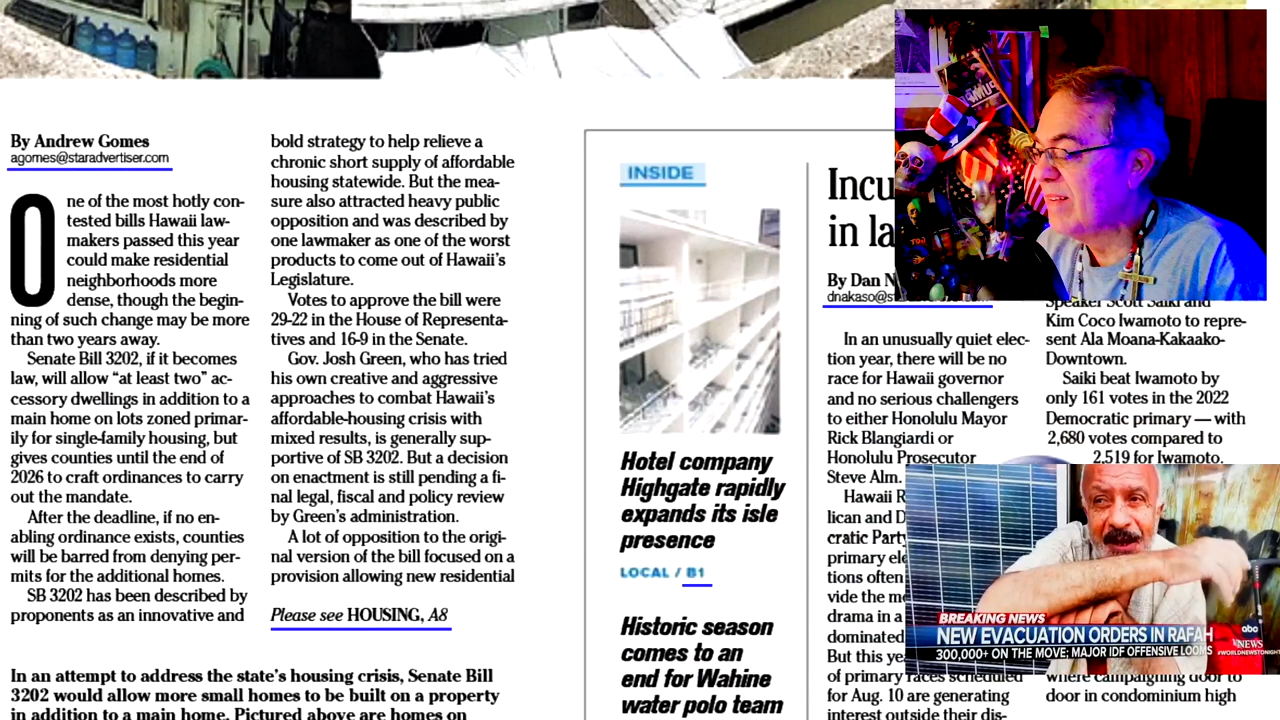 By Andrew Gomes
agomes@staradvertiser.com
One of the most hotly con-
tested bills Hawaii law-
makers passed this year
could make residential
neighborhoods more
dense, though the begin-
ning of such change may be more
than two years away.
Senate Bill 3202, if it becomes
law, will allow “at least two” ac-
cessory dwellings in addition to a
main home on lots zoned primar-
ily for single-family housing, but
gives counties until the end of
2026 to craft ordinances to carry
out the mandate.
After the deadline, if no en-
abling ordinance exists, counties
will be barred from denying per-
mits for the additional homes.
SB 3202 has been described by
proponents as an innovative and
bold strategy to help relieve a
chronic short supply of affordable
housing statewide. But the mea-
sure also attracted heavy public
opposition and was described by
one lawmaker as one of the worst
products to come out of Hawaii’s
Legislature.
Votes to approve the bill were
29-22 in the House of Representa-
tives and 16-9 in the Senate.
Gov. Josh Green, who has tried
his own creative and aggressive
approaches to combat Hawaii’s
affordable-housing crisis with
mixed results, is generally sup-
portive of SB 3202. But a decision
on enactment is still pending a fi-
nal legal, fiscal and policy review
by Green’s administration.
A lot of opposition to the origi-
nal version of the bill focused on a
provision allowing new residential
Please see HOUSING, A8
In an attempt to address the state’s housing crisis, Senate Bill
3202 would allow more small homes to be built on a property
in addition to a main home. Pictured above are homes on
INSIDE
Hotel company
Highgate rapidly
expands its isle
presence
LOCAL / B1
Historic season
comes to an
end for Wahine
water polo team
in la
By Dan
In an unusually quiet elec-
tion year, there will be no
race for Hawaii governor
and no serious challengers
to either Honolulu Mayor
Rick Blangiardi or
Honolulu Prosecutor
Steve Alm.
Hawaii
lican and
cratic Party
primary
tions often
vide the
drama in a
dominated
But this
of primary races scheduled
for Aug. 10 are generating
interest outside their dis-
Speaker Scott Saiki and
Kim Coco Iwamoto to repre-
sent Ala Moana-Kakaako-
Downtown.
Saiki beat Iwamoto by
only 161 votes in the 2022
Democratic primary — with
2,680 votes compared to
2,519 for Iwamoto.
where campaigning door to
door in condominium high
BREAKING NEWS
NEW EVACUATION ORDERS IN RAFAH
300,000+ ON THE MOVE; MAJOR IDF OFFENSIVE LOOMS
abc
NEWS
#WORLDNEWSTONIGHT